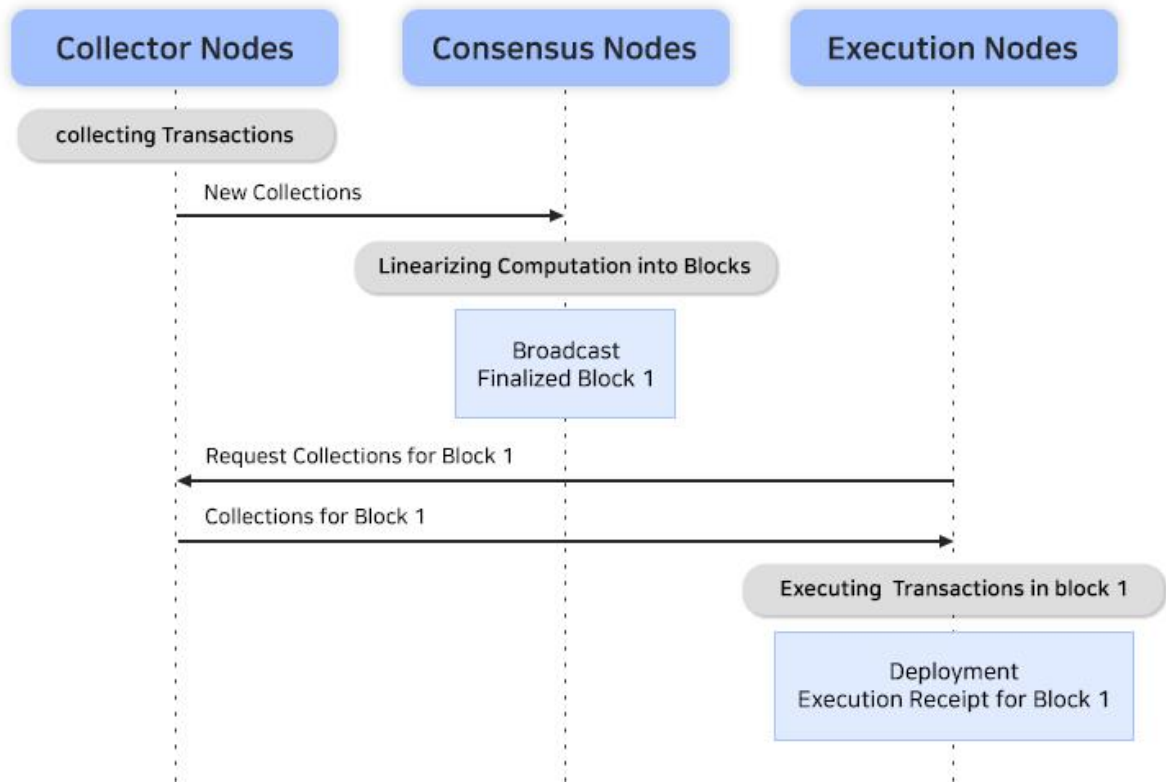 Collector Nodes
Consensus Nodes
Execution Nodes
collecting Transactions
New Collections
Linearizing Computation into Blocks
Broadcast
Finalized Block 1
Request Collections for Block 1
Collections for Block 1
Executing Transactions in block 1
Deployment
Execution Receipt for Block 1